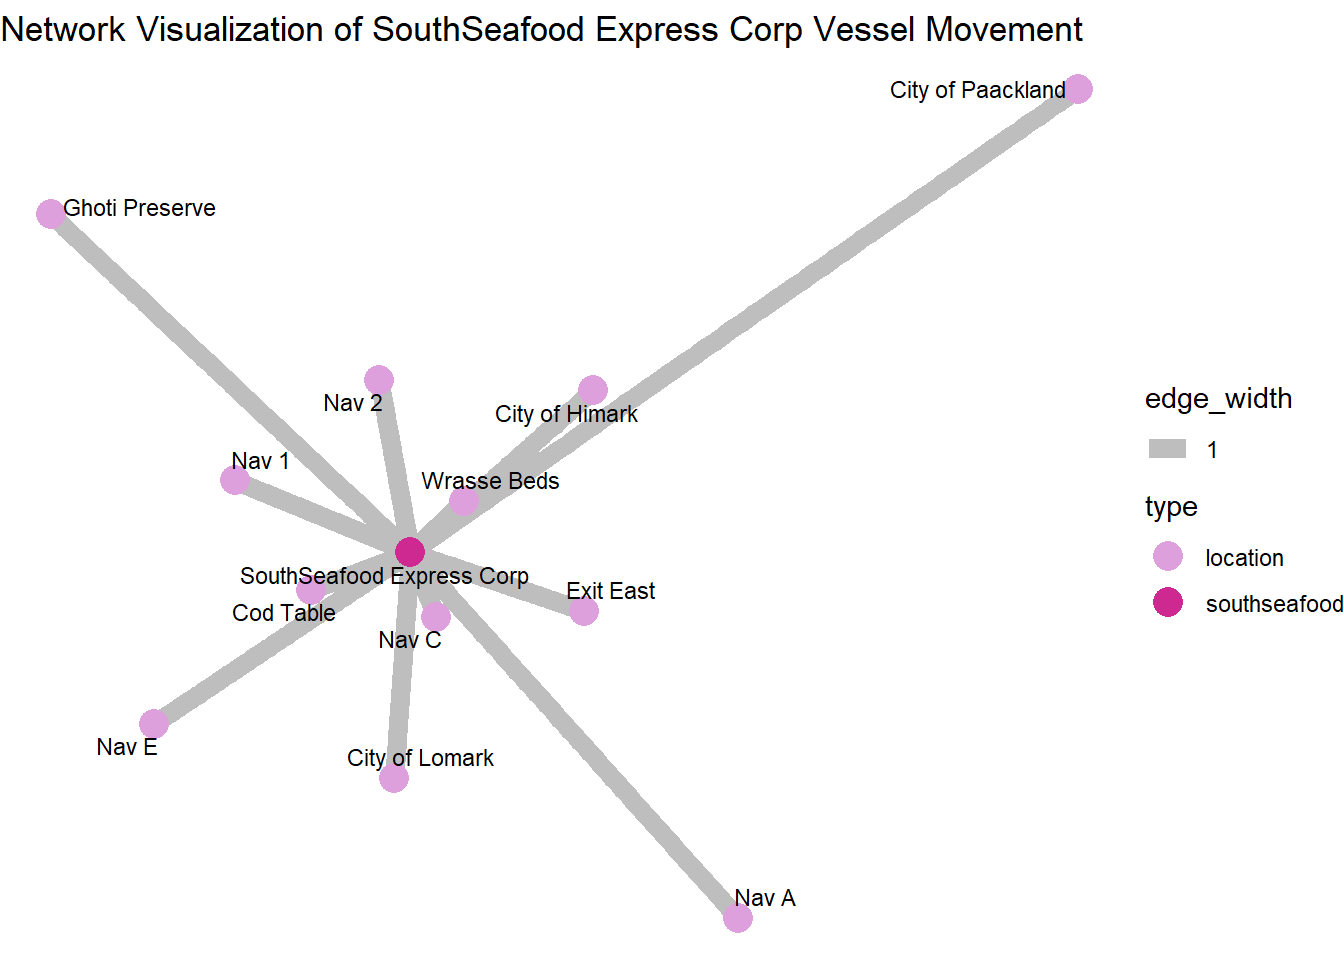 Network Visualization of SouthSeafood Express Corp Vessel Movement
City of Paackland
Ghoti Preserve
Nav 2
City of Himark
Nav 1
Wrasse Beds
SouthSeafood Express Corp
Exit East
Cod Table
Nav C
Nav E
City of Lomark
Nav A
edge_width
1
type
location
southseafood